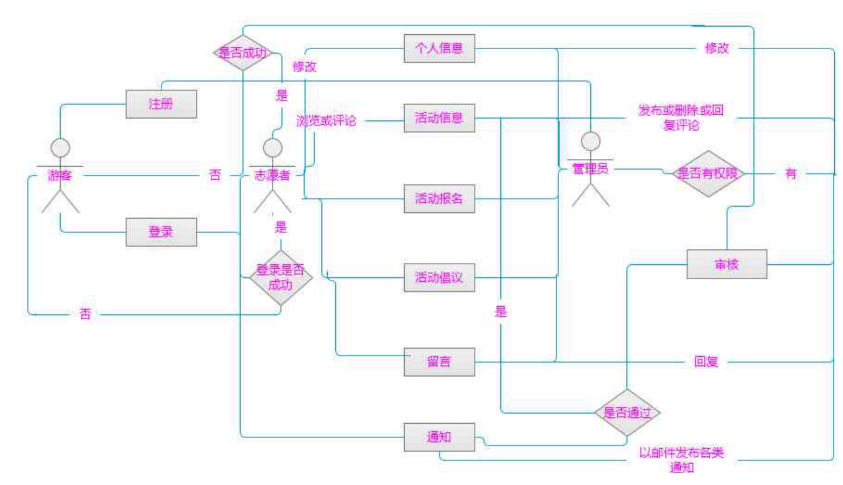 是否成功
个人信息
修改
修改
是
注册
浏览或评论
活动信息
发布或删除或回
复评论
游客
否
志愿者
管理员
是否有权限
有
活动报名
登录
是
登录是否
成功
活动倡议
审核
否
是
留言
回复
是否通过
通知
以邮件发布各类
通知